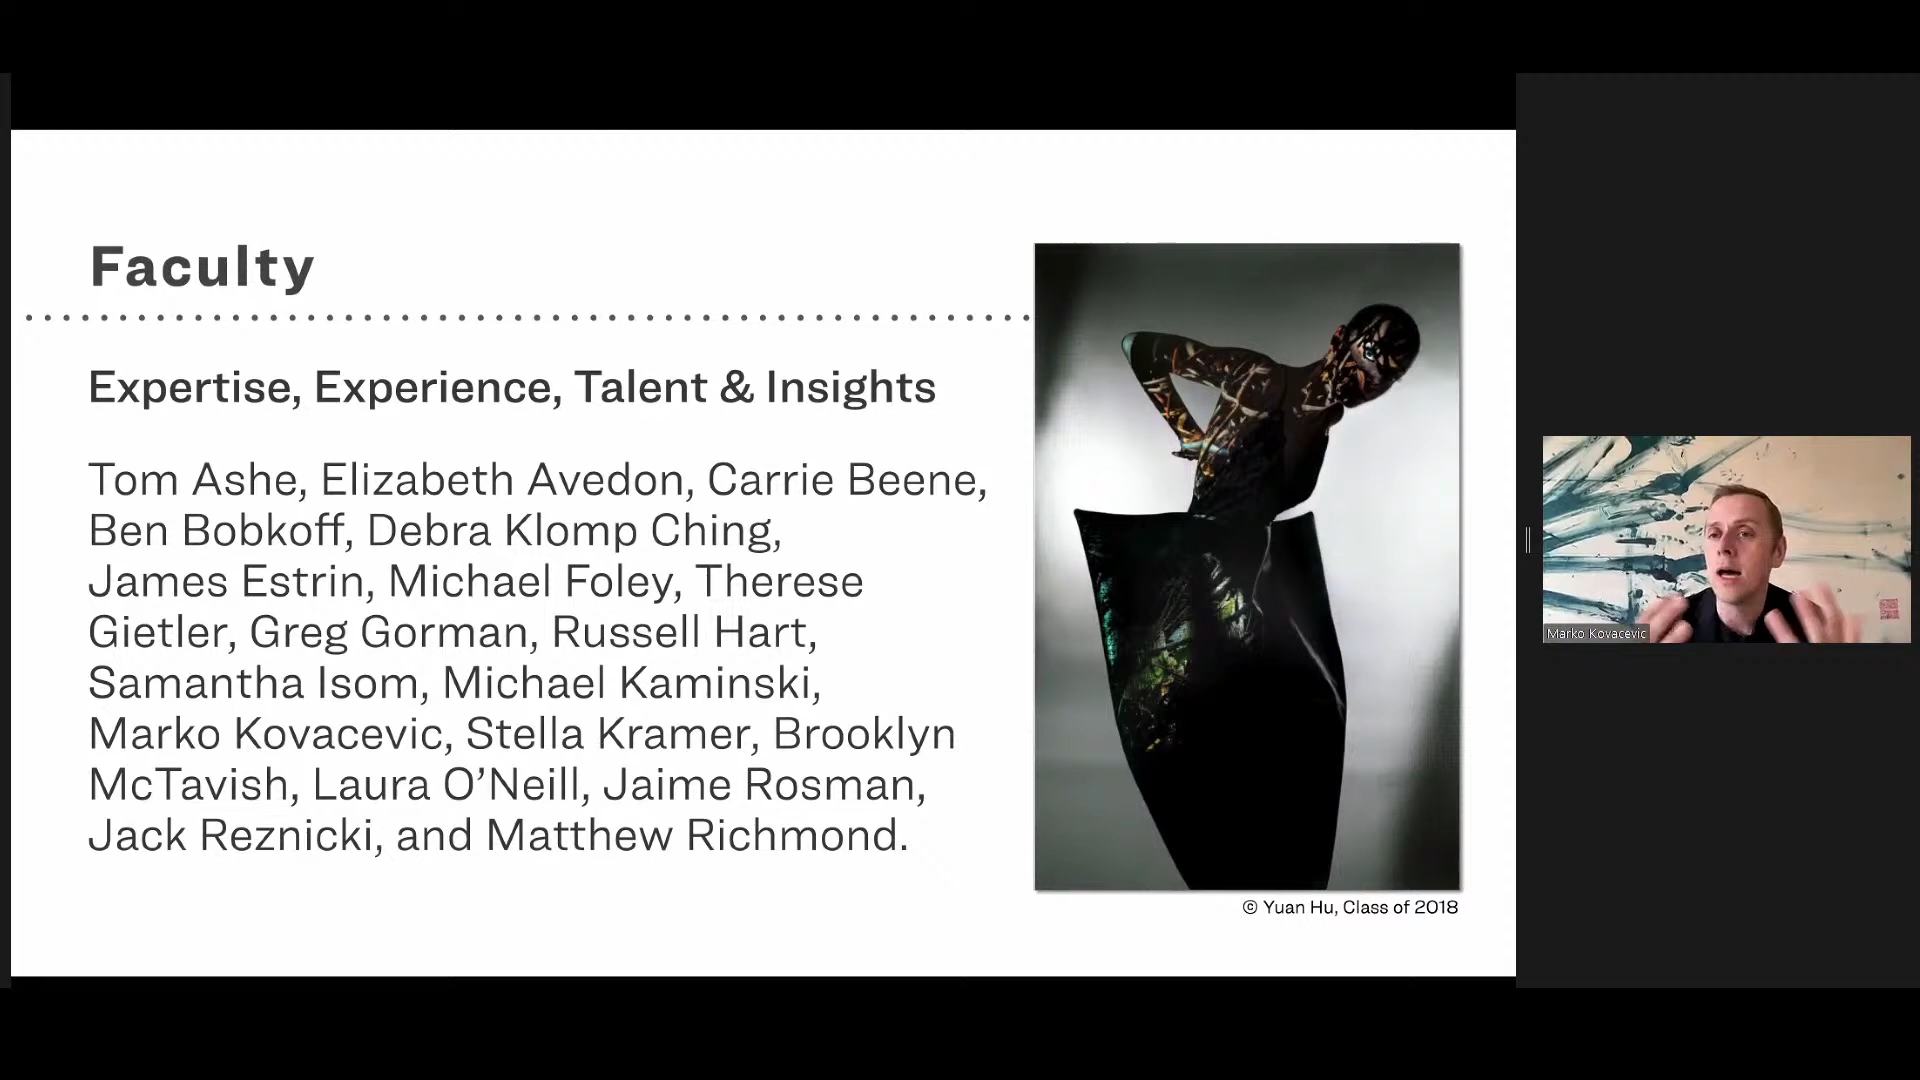 Faculty
Expertise, Experience, Talent & Insights
Tom Ashe, Elizabeth Avedon, Carrie Beene,
Ben Bobkoff, Debra Klomp Ching,
James Estrin, Michael Foley, Therese
Gietler, Greg Gorman, Russell Hart,
Samantha Isom, Michael Kaminski,
Marko Kovacevic, Stella Kramer, Brooklyn
McTavish, Laura O’Neill, Jaime Rosman,
Jack Reznicki, and Matthew Richmond.
© Yuan Hu, Class of 2018
Marko Kovacevic